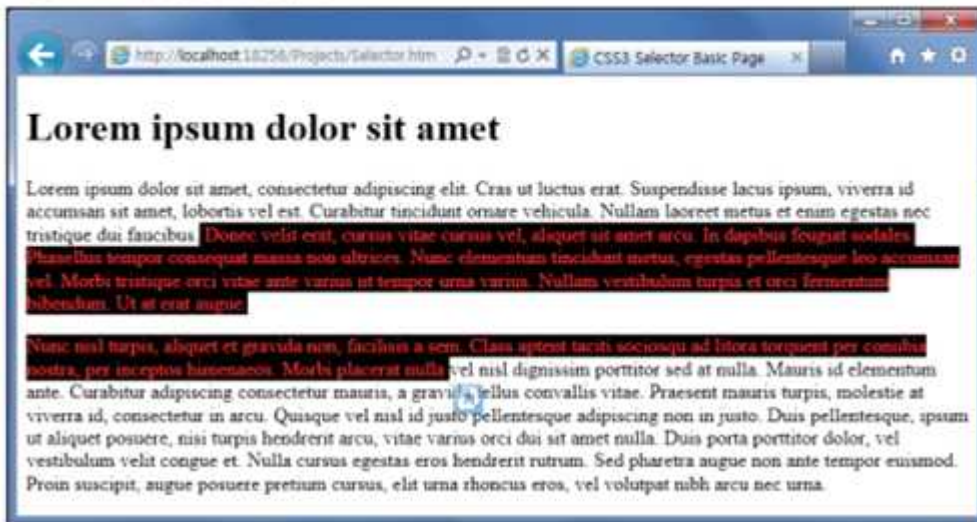 http://localhost:18256/Projects/Selector.htm
CSS3 Selector Basic Page
Lorem ipsum dolor sit amet
Lorem ipsum dolor sit amet, consectetur adipiscing elit. Cras ut luctus erat. Suspendisse lacus ipsum, viverra id
accumsan sit amet, lobortis vel est. Curabitur tincidunt ornare vehicula. Nullam laoreet metus et enim egestas nec
tristique dui faucibus. Donec velit erat, cursus vitae cursus vel, aliquet sit amet arcu. In dapibus feugiat sodales.
Phasellus tempor consequat massa non ultrices. Nunc elementum tincidunt metus, egestas pellentesque leo accumsan
vel. Morbi tristique orci vitae ante varius ut tempor urna varius. Nullam vestibulum turpis et orci fermentum
bibendum. Ut at erat augue.
Nunc nisl turpis, aliquet et gravida non, facilisis a sem. Class aptent taciti sociosqu ad litora torquent per conubia
nostra, per inceptos himenaeos. Morbi placerat nulla vel nisl dignissim porttitor sed at nulla. Mauris id elementum
ante. Curabitur adipiscing consectetur mauris, a gravida tellus convallis vitae. Praesent mauris turpis, molestie at
viverra id, consectetur in arcu. Quisque vel nisl id justo pellentesque adipiscing non in justo. Duis pellentesque, ipsum
ut aliquet posuere, nisi turpis hendrerit arcu, vitae varius orci dui sit amet nulla. Duis porta porttitor dolor, vel
vestibulum velit congue et. Nulla cursus egestas eros hendrerit rutrum. Sed pharetra augue non ante tempor euismod.
Proin suscipit, augue posuere pretium cursus, elit urna rhoncus eros, vel volutpat nibh arcu nec urna.